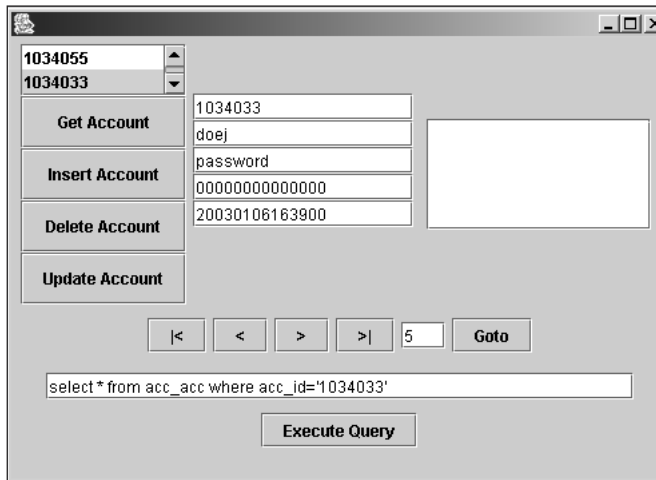 1034055
1034033
Get Account
1034033
doej
Insert Account
password
00000000000000
Delete Account
20030106163900
Update Account
|< < > >| 5 Goto
select * from acc_acc where acc_id='1034033'
Execute Query